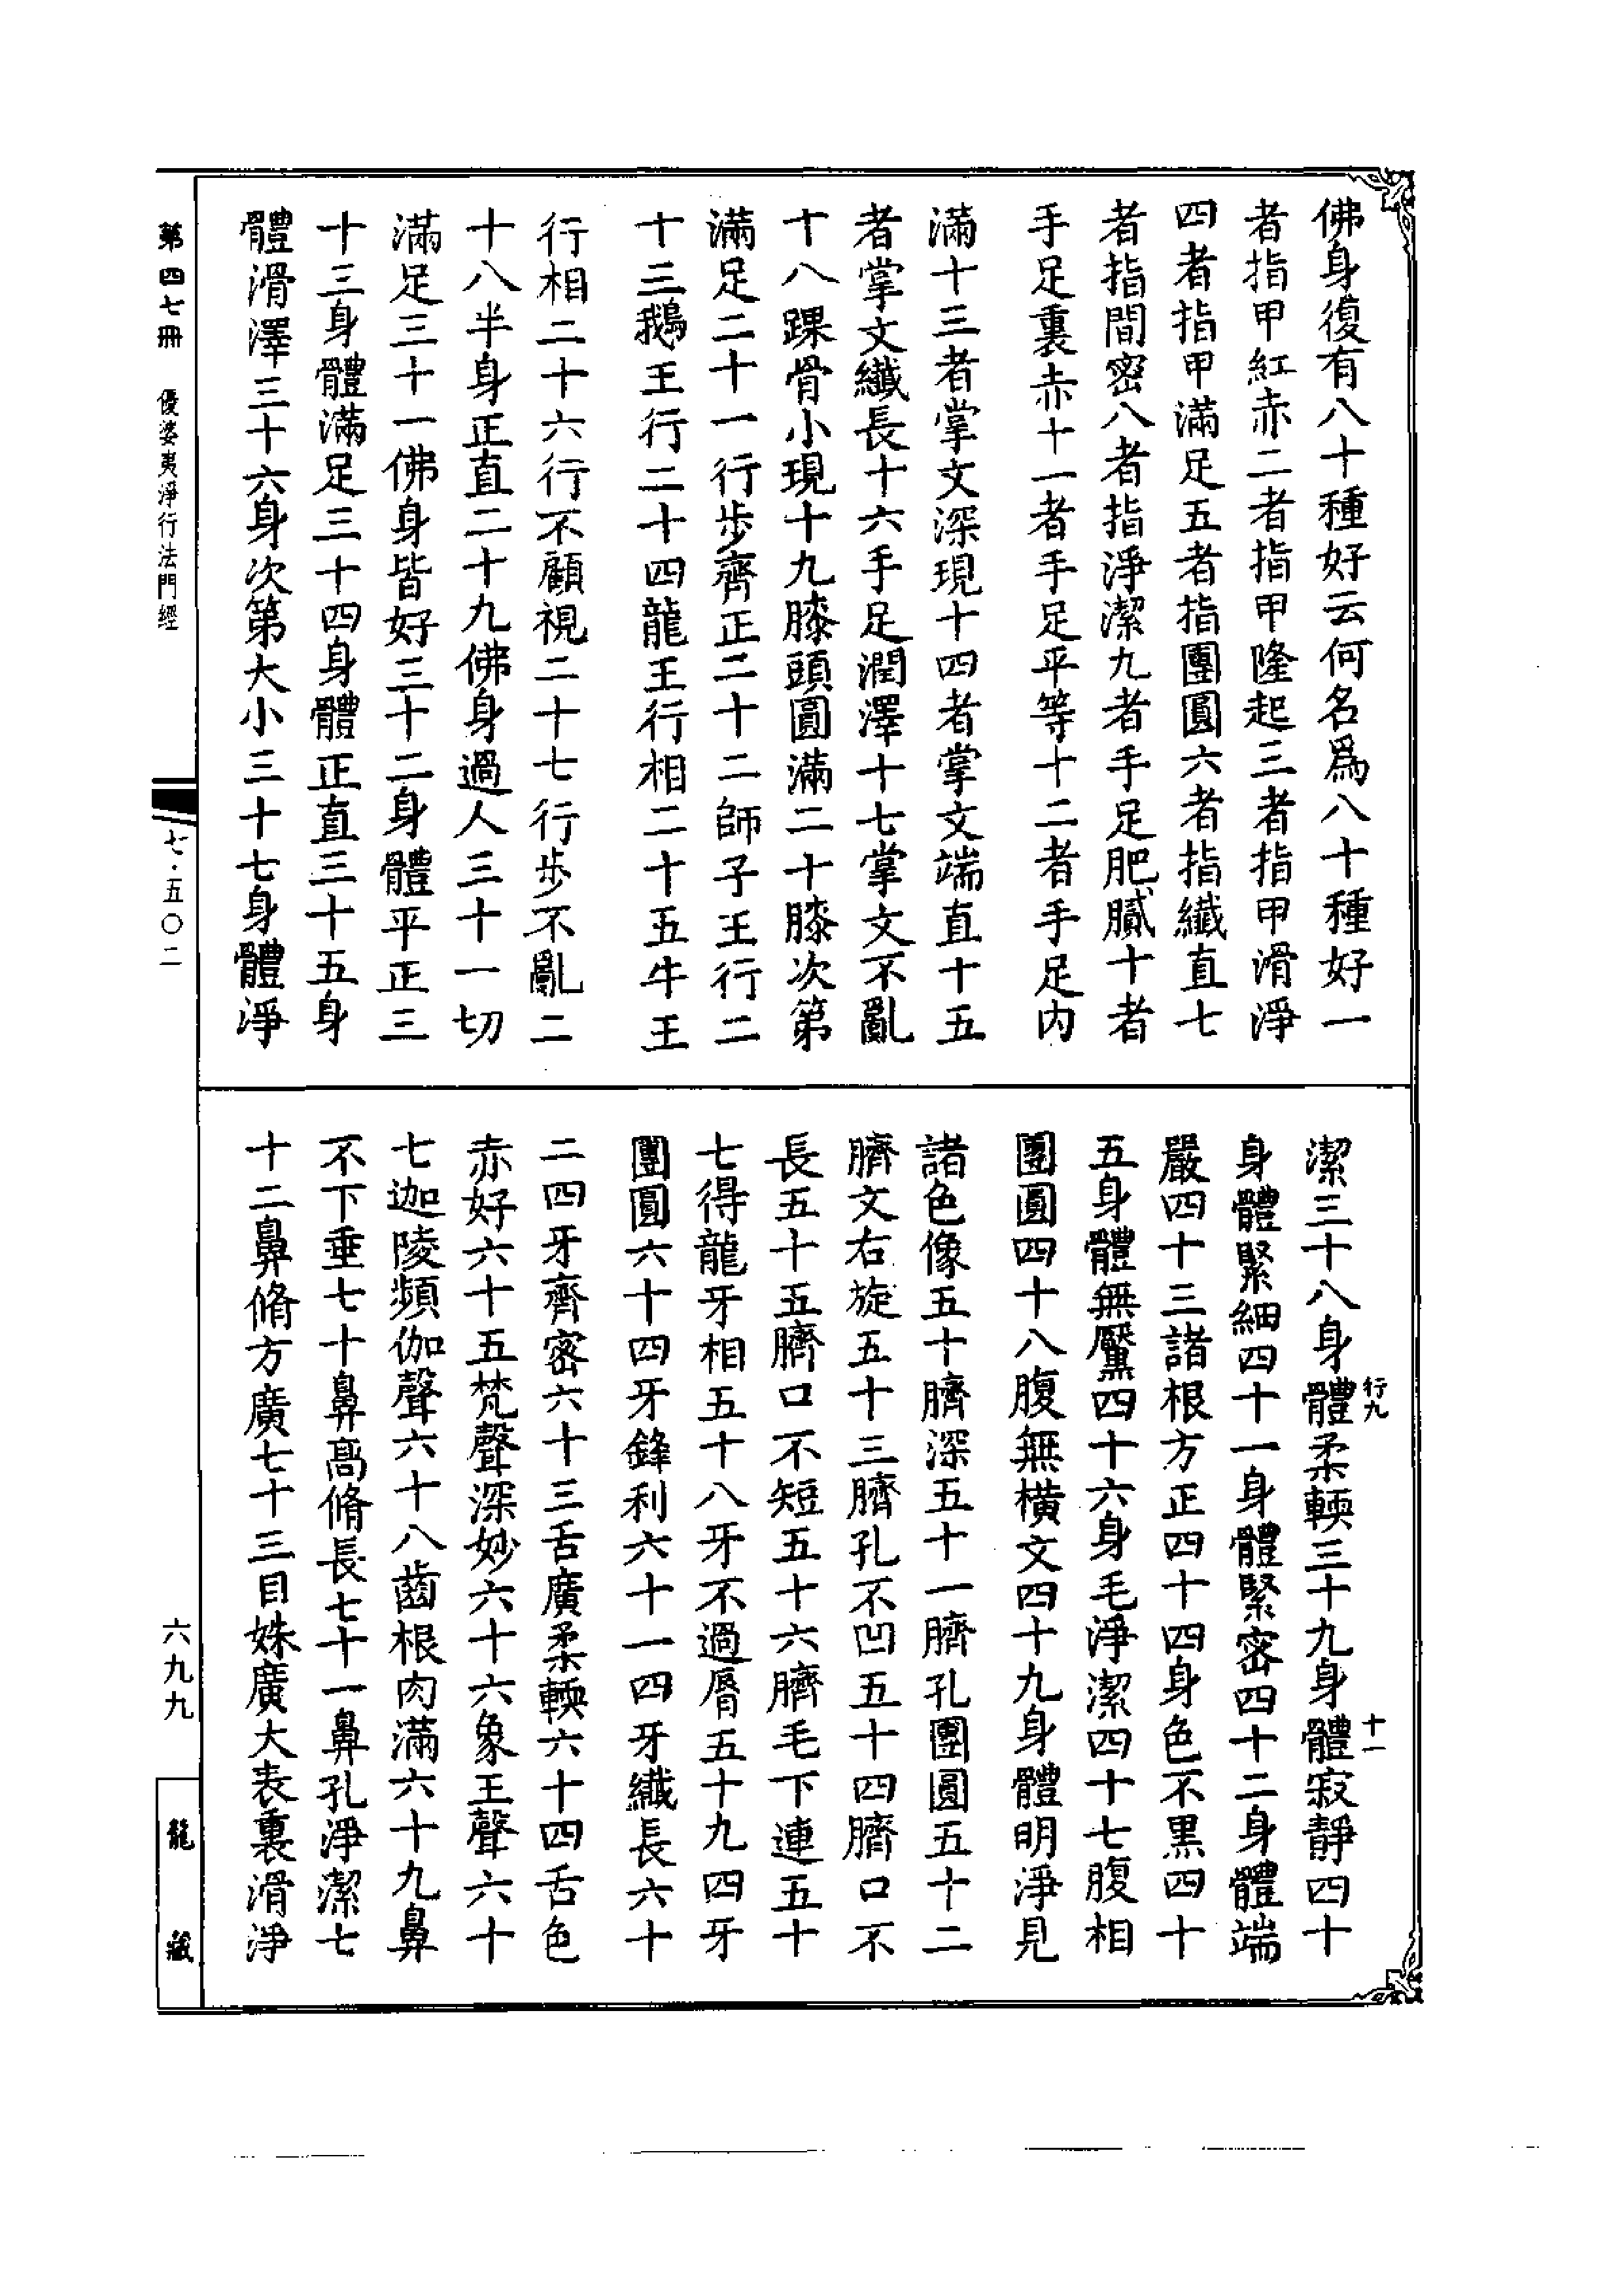 佛身復有八十種好云何名爲八十種好一
者指甲紅赤二者指甲隆起三者指甲滑淨
四者指甲滿足五者指團圓六者指纖直七
者指間密八者指淨潔九者手足肥膩十者
手足裏赤十一者手足平等十二者手足內
滿十三者掌文深現十四者掌文端直十五
者掌文纖長十六手足潤澤十七掌文不亂
十八踝骨小現十九膝頭圓滿二十膝次第
滿足二十一行步齊正二十二師子王行二
十三鵝王行二十四龍王行相二十五牛王
行相二十六行不顧視二十七行步不亂二
十八半身正直二十九佛身過人三十一切
滿足三十一佛身皆好三十二身體平正三
十三身體滿足三十四身體正直三十五身
體滑澤三十六身次第大小三十七身體淨
潔三十八身體柔輭三十九身體寂靜四十
身體緊細四十一身體緊密四十二身體端
嚴四十三諸根方正四十四身色不黑四十
五身體無黶四十六身毛淨潔四十七腹相
團圓四十八腹無橫文四十九身體明淨見
諸色像五十臍深五十一臍孔團圓五十二
臍文右旋五十三臍孔不凹五十四臍口不
長五十五臍口不短五十六臍毛下連五十
七得龍牙相五十八牙不過脣五十九四牙
團圓六十四牙鋒利六十一四牙纖長六十
二四牙齊密六十三舌廣柔輭六十四舌色
赤好六十五梵聲深妙六十六象王聲六十
七迦陵頻伽聲六十八齒根肉滿六十九鼻
不下垂七十鼻高脩長七十一鼻孔淨潔七
十二鼻脩方廣七十三目姝廣大表裏滑淨
行九
十一
第四七冊 優婆夷淨行法門經
七·五〇二
六九九
龍藏